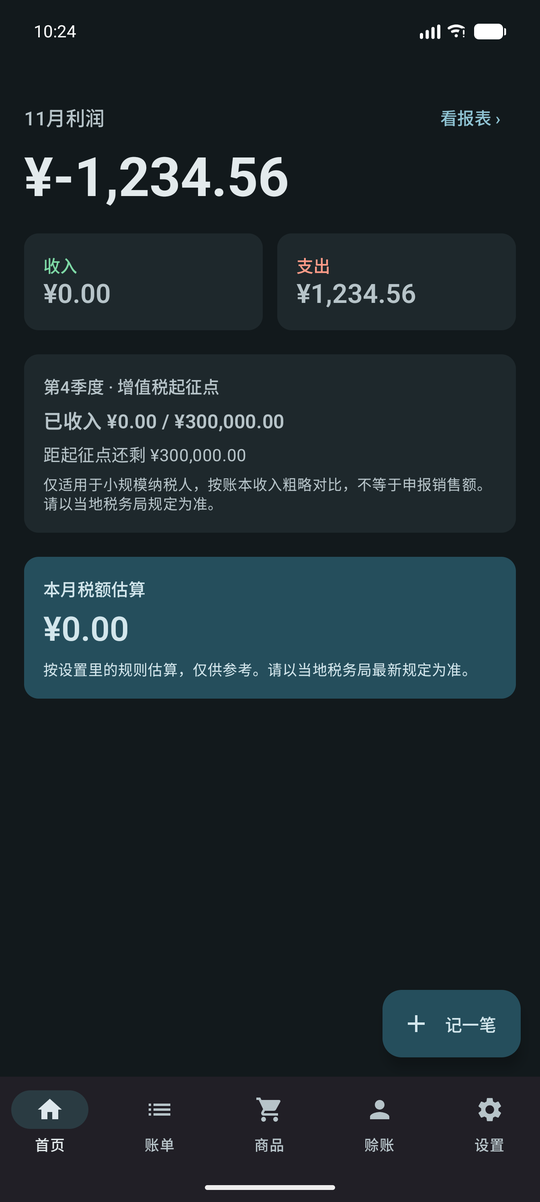 10:24
11月利润
看报表 ›
¥-1,234.56
收入
¥0.00
支出
¥1,234.56
第4季度 · 增值税起征点
已收入 ¥0.00 / ¥300,000.00
距起征点还剩 ¥300,000.00
仅适用于小规模纳税人，按账本收入粗略对比，不等于申报销售额。
请以当地税务局规定为准。
本月税额估算
¥0.00
按设置里的规则估算，仅供参考。请以当地税务局最新规定为准。
+ 记一笔
首页
账单
商品
赊账
设置